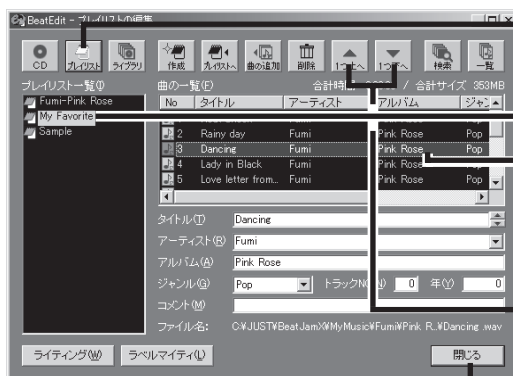 BeatEdit - プレイリストの編集
CD プレイリスト ライブラリ 作成 プレイリストへ 曲の追加 削除 1つ上へ 1つ下へ 検索 一覧
プレイリスト一覧(I)
Fumi-Pink Rose
My Favorite
Sample
曲の一覧(E) 合計時間 / 合計サイズ 353MB
No タイトル アーティスト アルバム ジャン
2 Rainy day Fumi Pink Rose Pop
3 Dancing Fumi Pink Rose Pop
4 Lady in Black Fumi Pink Rose Pop
5 Love letter from... Fumi Pink Rose Pop
タイトル(T) Dancing
アーティスト(R) Fumi
アルバム(A) Pink Rose
ジャンル(G) Pop トラックNO(N) 0 年(Y) 0
コメント(M)
ファイル名: C:¥JUST¥BeatJam¥MyMusic¥Fumi¥Pink R..¥Dancing .wav
ライティング(W) ラベルマイティ(L) 閉じる